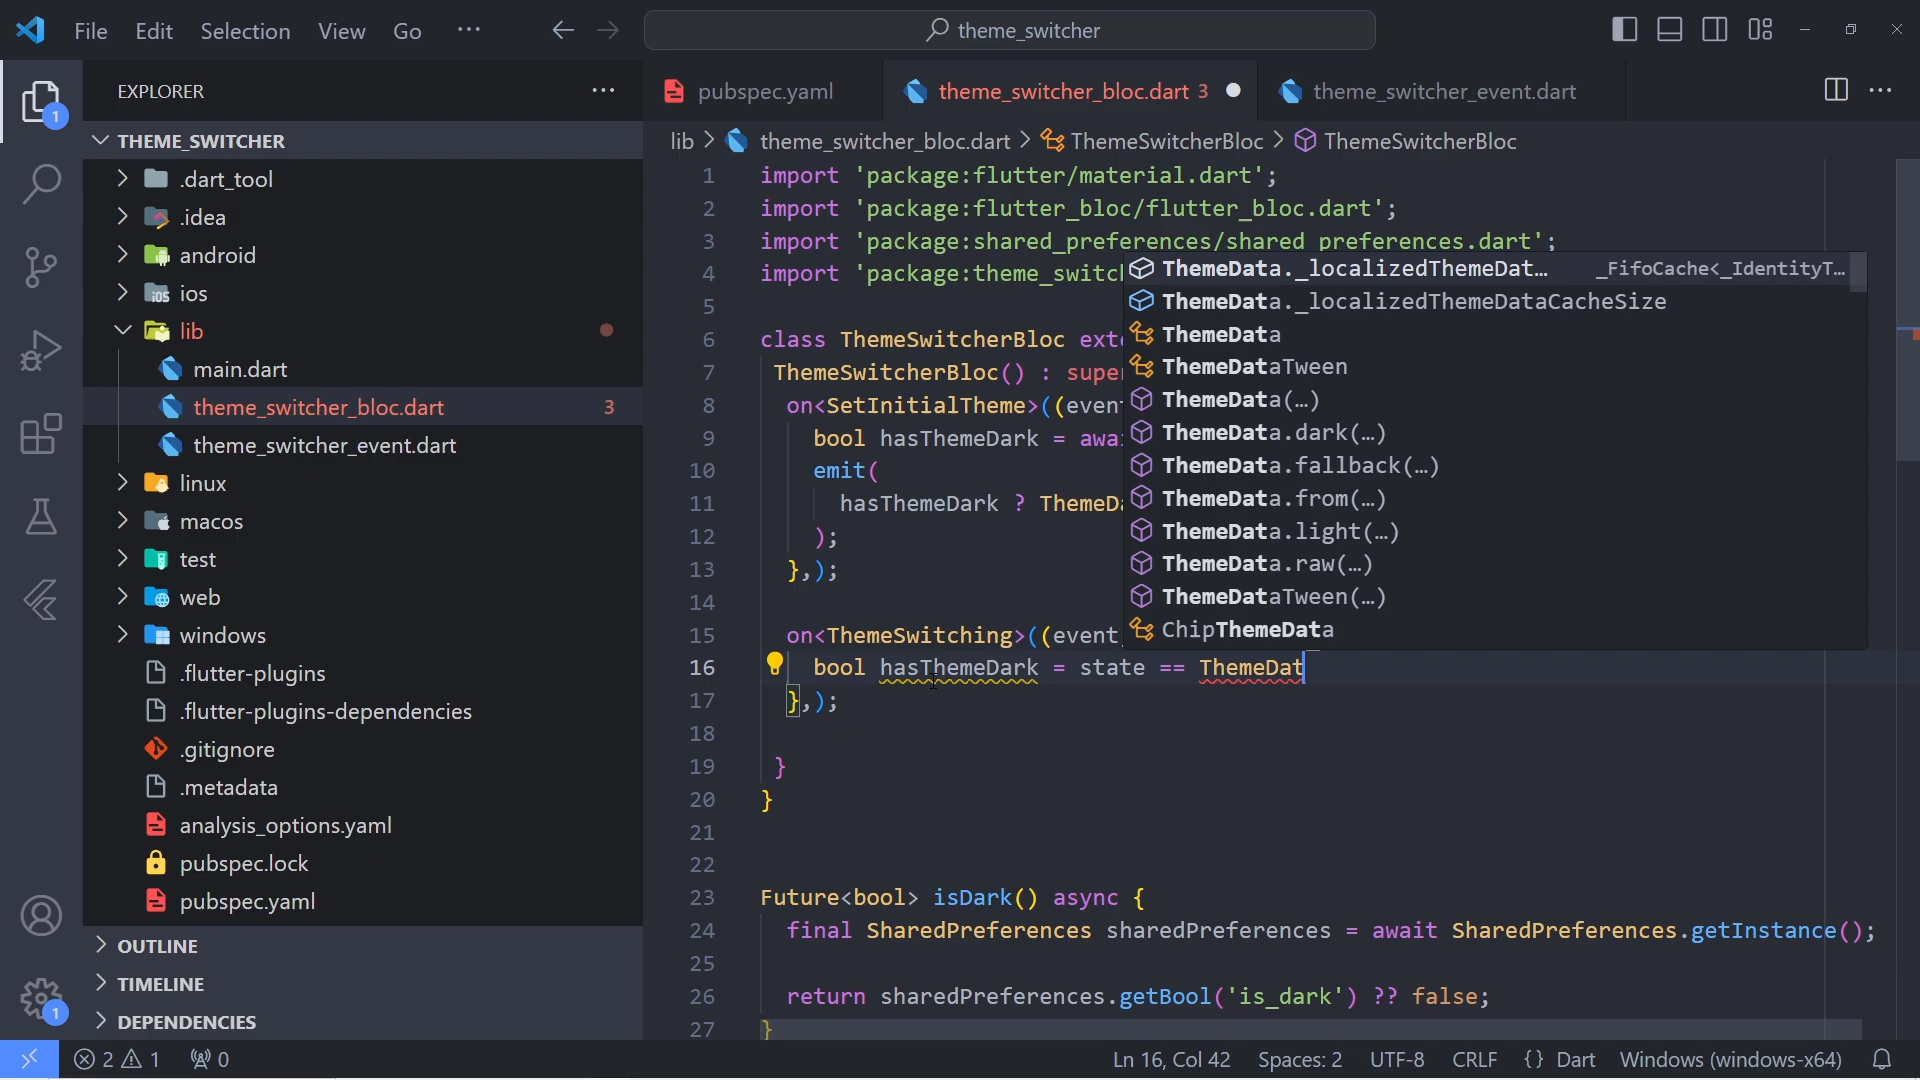 File Edit Selection View Go ··· theme_switcher
EXPLORER ···
THEME_SWITCHER
.dart_tool
.idea
android
ios
lib
main.dart
theme_switcher_bloc.dart 3
theme_switcher_event.dart
linux
macos
test
web
windows
.flutter-plugins
.flutter-plugins-dependencies
.gitignore
.metadata
analysis_options.yaml
pubspec.lock
pubspec.yaml
OUTLINE
TIMELINE
DEPENDENCIES
1
1
pubspec.yaml theme_switcher_bloc.dart 3 theme_switcher_event.dart
lib > theme_switcher_bloc.dart > ThemeSwitcherBloc > ThemeSwitcherBloc
1 import 'package:flutter/material.dart';
2 import 'package:flutter_bloc/flutter_bloc.dart';
3 import 'package:shared_preferences/shared_preferences.dart';
4 import 'package:theme_switc
5
6 class ThemeSwitcherBloc ext
7 ThemeSwitcherBloc() : super
8 on<SetInitialTheme>((even
9 bool hasThemeDark = awa
10 emit(
11 hasThemeDark ? ThemeD
12 );
13 },);
14
15 on<ThemeSwitching>((event
16 bool hasThemeDark = state == ThemeDat
17 },);
18
19 }
20 }
21
22
23 Future<bool> isDark() async {
24 final SharedPreferences sharedPreferences = await SharedPreferences.getInstance();
25
26 return sharedPreferences.getBool('is_dark') ?? false;
27 }
ThemeData._localizedThemeDat… _FifoCache<_IdentityT…
ThemeData._localizedThemeDataCacheSize
ThemeData
ThemeDataTween
ThemeData(…)
ThemeData.dark(…)
ThemeData.fallback(…)
ThemeData.from(…)
ThemeData.light(…)
ThemeData.raw(…)
ThemeDataTween(…)
ChipThemeData
2 1 0 Ln 16, Col 42 Spaces: 2 UTF-8 CRLF {} Dart Windows (windows-x64)